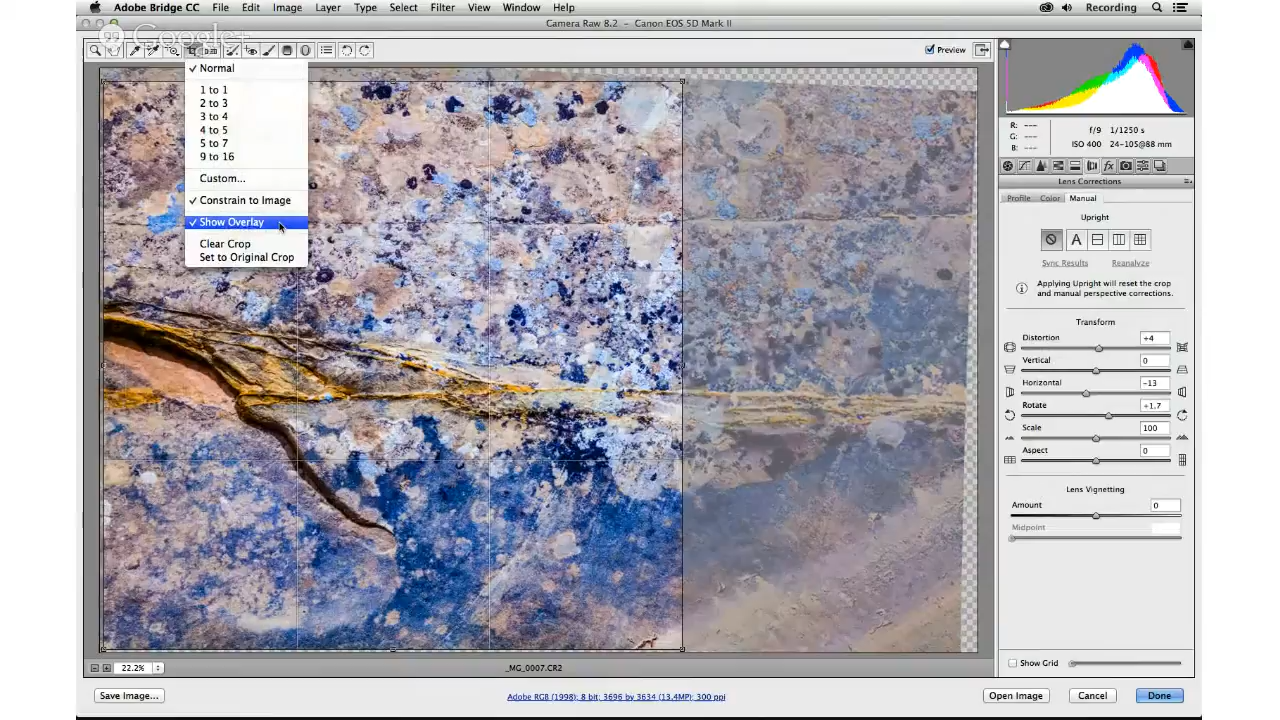 Adobe Bridge CC File Edit Image Layer Type Select Filter View Window Help Recording
Camera Raw 8.2 – Canon EOS 5D Mark II
Google+
Preview
Normal
1 to 1
2 to 3
3 to 4
4 to 5
5 to 7
9 to 16
Custom...
Constrain to Image
Show Overlay
Clear Crop
Set to Original Crop
R: ---
G: ---
B: ---
f/9 1/1250 s
ISO 400 24-105@88 mm
Lens Corrections
Profile Color Manual
Upright
A
Sync Results Reanalyze
Applying Upright will reset the crop
and manual perspective corrections.
Transform
Distortion +4
Vertical 0
Horizontal -13
Rotate +1.7
Scale 100
Aspect 0
Lens Vignetting
Amount 0
Midpoint
Show Grid
22.2%
_MG_0007.CR2
Save Image...
Adobe RGB (1998); 8 bit; 3696 by 3634 (13.4MP); 300 ppi
Open Image Cancel Done